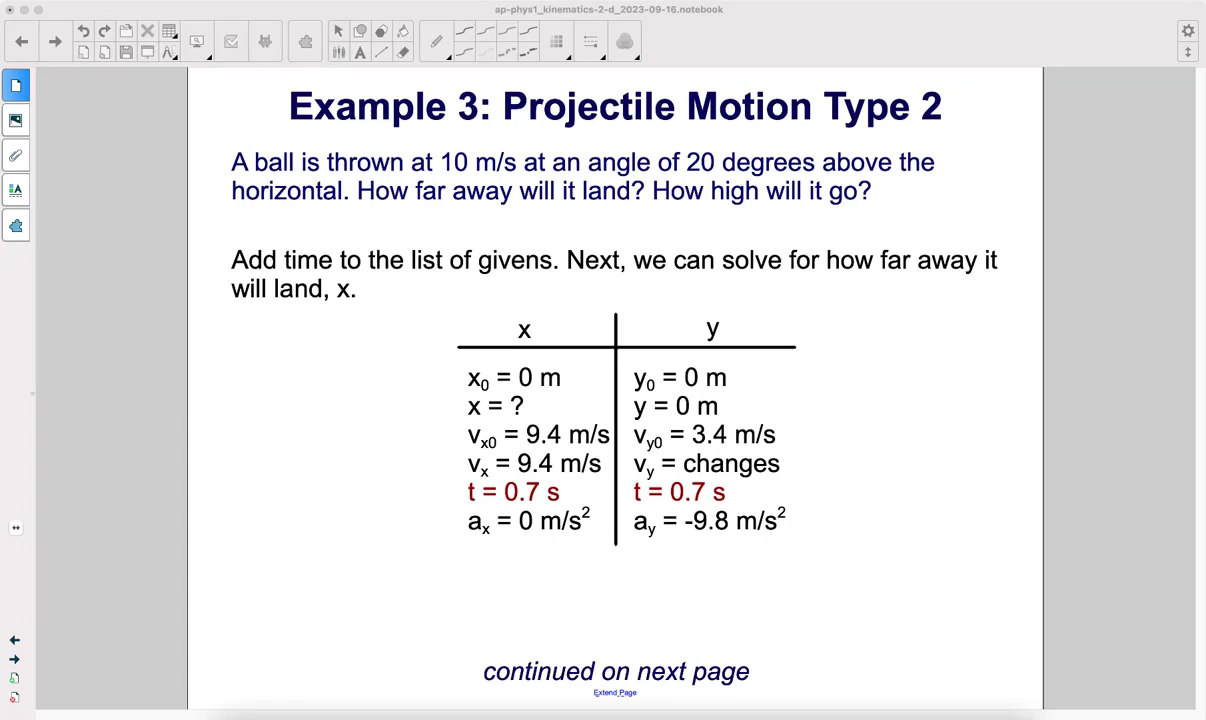 ap-phys1_kinematics-2-d_2023-09-16.notebook
Example 3: Projectile Motion Type 2
A ball is thrown at 10 m/s at an angle of 20 degrees above the
horizontal. How far away will it land? How high will it go?
Add time to the list of givens. Next, we can solve for how far away it
will land, x.
x y
x₀ = 0 m y₀ = 0 m
x = ? y = 0 m
vₓ₀ = 9.4 m/s v_y0 = 3.4 m/s
vₓ = 9.4 m/s v_y = changes
t = 0.7 s t = 0.7 s
aₓ = 0 m/s² a_y = -9.8 m/s²
continued on next page
Extend Page